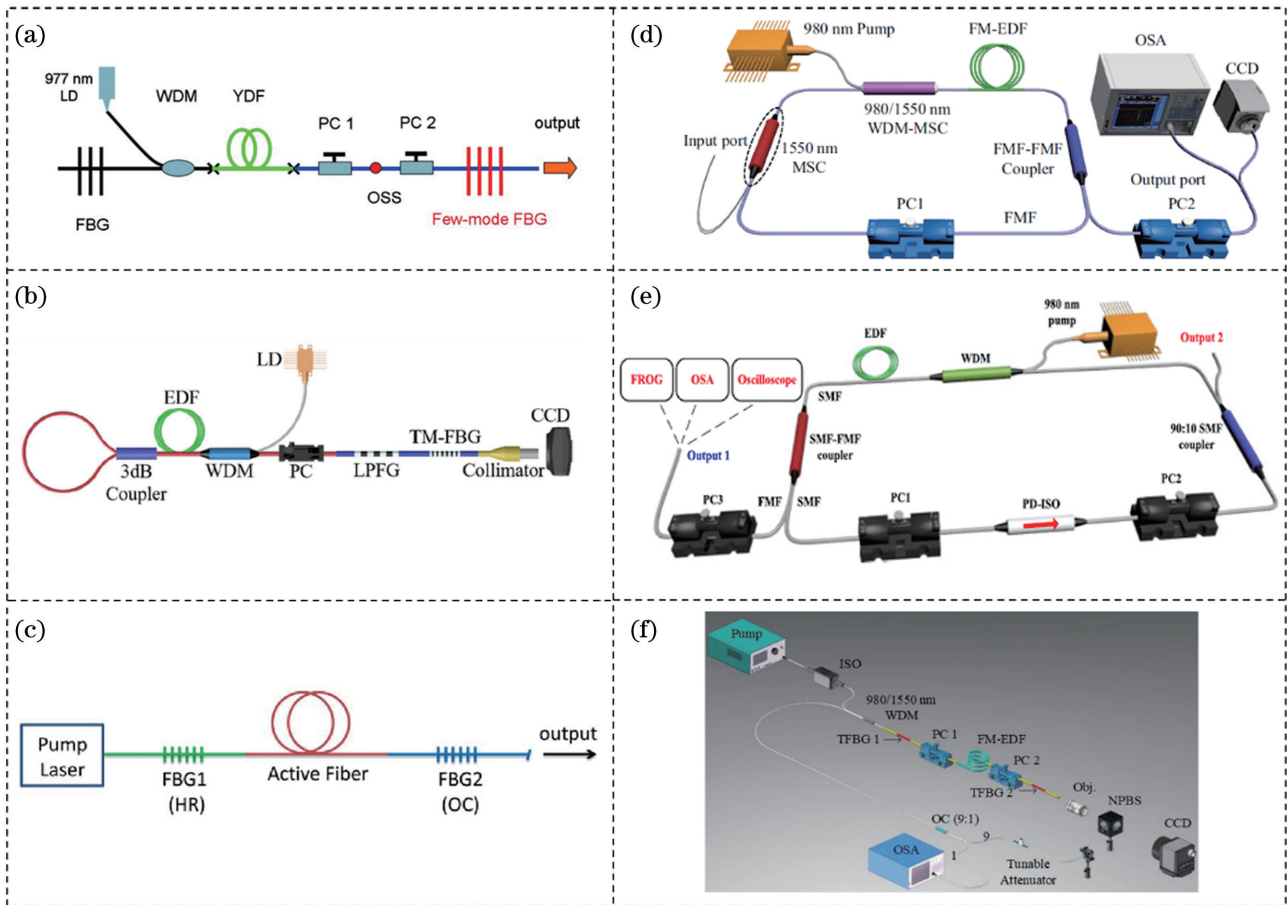 (a)
977 nm
LD
WDM
YDF
PC 1
PC 2
output
FBG
OSS
Few-mode FBG
(b)
LD
EDF
CCD
TM-FBG
3dB
Coupler
WDM
PC
LPFG
Collimator
(c)
Pump
Laser
FBG1
(HR)
Active Fiber
FBG2
(OC)
output
(d)
980 nm Pump
FM-EDF
OSA
CCD
980/1550 nm
WDM-MSC
Input port
1550 nm
MSC
FMF-FMF
Coupler
Output port
PC1
FMF
PC2
(e)
980 nm
pump
EDF
WDM
Output 2
FROG
OSA
Oscilloscope
SMF
SMF-FMF
coupler
90:10 SMF
coupler
Output 1
PC3
FMF
SMF
PC1
PD-ISO
PC2
(f)
Pump
ISO
980/1550 nm
WDM
TFBG 1
PC 1
FM-EDF
PC 2
TFBG 2
Obj.
NPBS
CCD
OC (9:1)
9
OSA
1
Tunable
Attenuator